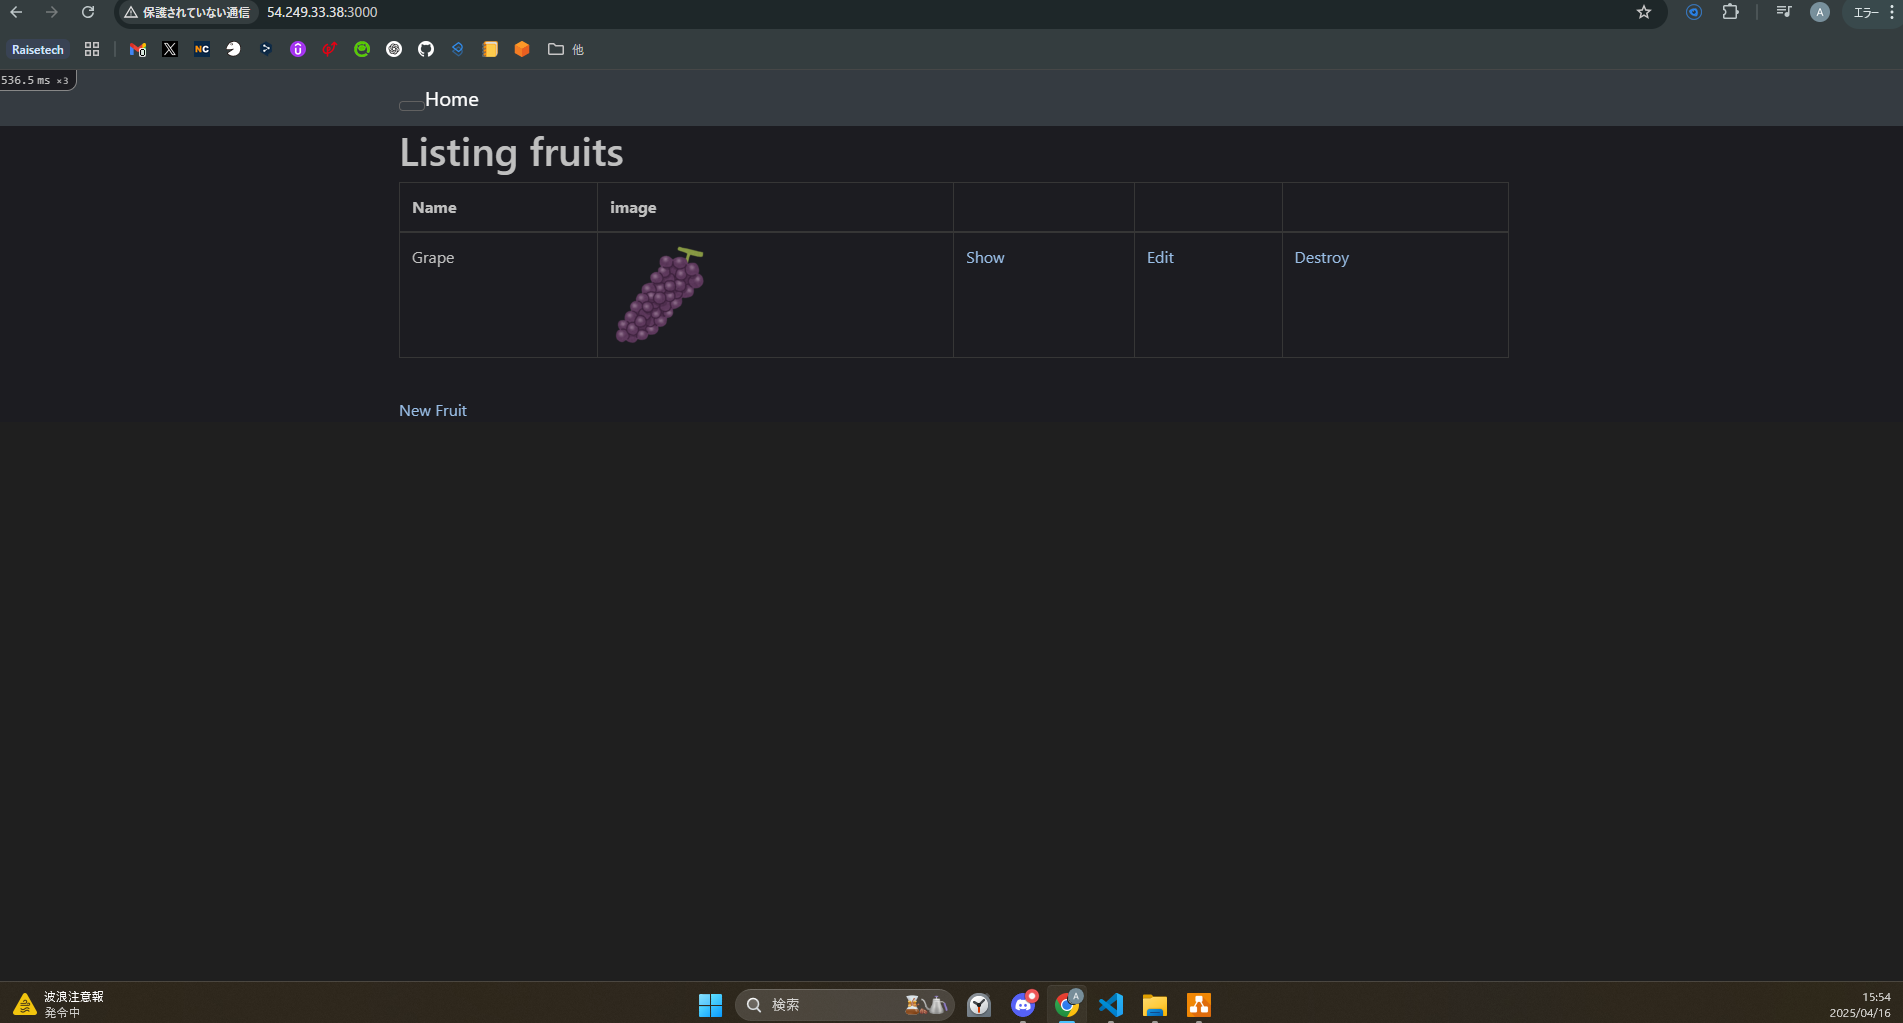 保護されていない通信 54.249.33.38:3000 A エラー
Raisetech 0 X NC 他
536.5 ms ×3
Home
Listing fruits
Name image
Grape Show Edit Destroy
New Fruit
波浪注意報
発令中
検索
A
15:54
2025/04/16